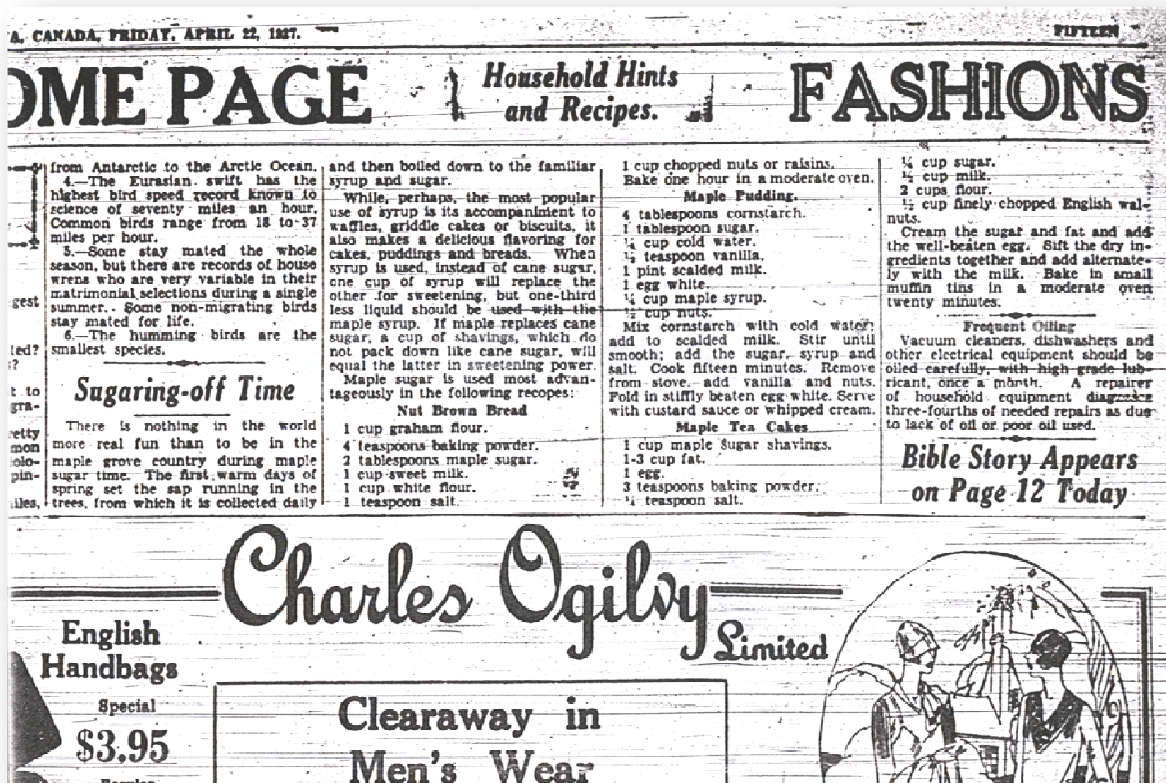 CANADA, FRIDAY, APRIL 22, 1927.
FIFTEEN
OME PAGE
Household Hints
and Recipes.
FASHIONS
gest
ted?
t to
gra-
retty
mon
olo-
pin-
iles,
from Antarctic to the Arctic Ocean.
4.—The Eurasian swift has the
highest bird speed record known to
science of seventy miles an hour.
Common birds range from 18 to 37
miles per hour.
5.—Some stay mated the whole
season, but there are records of house
wrens who are very variable in their
matrimonial selections during a single
summer. Some non-migrating birds
stay mated for life.
6.—The humming birds are the
smallest species.
Sugaring-off Time
There is nothing in the world
more real fun than to be in the
maple grove country during maple
sugar time. The first warm days of
spring set the sap running in the
trees, from which it is collected daily
and then boiled down to the familiar
syrup and sugar.
While, perhaps, the most popular
use of syrup is its accompaniment to
waffles, griddle cakes or biscuits, it
also makes a delicious flavoring for
cakes, puddings and breads. When
syrup is used, instead of cane sugar,
one cup of syrup will replace the
other for sweetening, but one-third
less liquid should be used with the
maple syrup. If maple replaces cane
sugar, a cup of shavings, which do
not pack down like cane sugar, will
equal the latter in sweetening power.
Maple sugar is used most advan-
tageously in the following recopes:
Nut Brown Bread
1 cup graham flour.
4 teaspoons baking powder.
2 tablespoons maple sugar.
1 cup sweet milk.
1 cup white flour.
1 teaspoon salt.
1 cup chopped nuts or raisins.
Bake one hour in a moderate oven.
Maple Pudding.
4 tablespoons cornstarch.
1 tablespoon sugar.
¼ cup cold water.
½ teaspoon vanilla.
1 pint scalded milk.
1 egg white.
¼ cup maple syrup.
½ cup nuts.
Mix cornstarch with cold water;
add to scalded milk. Stir until
smooth; add the sugar, syrup and
salt. Cook fifteen minutes. Remove
from stove, add vanilla and nuts.
Fold in stiffly beaten egg white. Serve
with custard sauce or whipped cream.
Maple Tea Cakes
1 cup maple sugar shavings.
1-3 cup fat.
1 egg.
3 teaspoons baking powder.
¼ teaspoon salt.
cup sugar.
½ cup milk.
2 cups flour.
½ cup finely chopped English wal-
nuts.
Cream the sugar and fat and add
the well-beaten egg. Sift the dry in-
gredients together and add alternate-
ly with the milk. Bake in small
muffin tins in a moderate oven
twenty minutes.
Frequent Oiling
Vacuum cleaners, dishwashers and
other electrical equipment should be
oiled carefully, with high grade lub-
ricant, once a month. A repairer
of household equipment diagnozes
three-fourths of needed repairs as due
to lack of oil or poor oil used.
Bible Story Appears
on Page 12 Today
Charles Ogilvy
Limited
English
Handbags
Special
$3.95
Clearaway in
Men's Wear